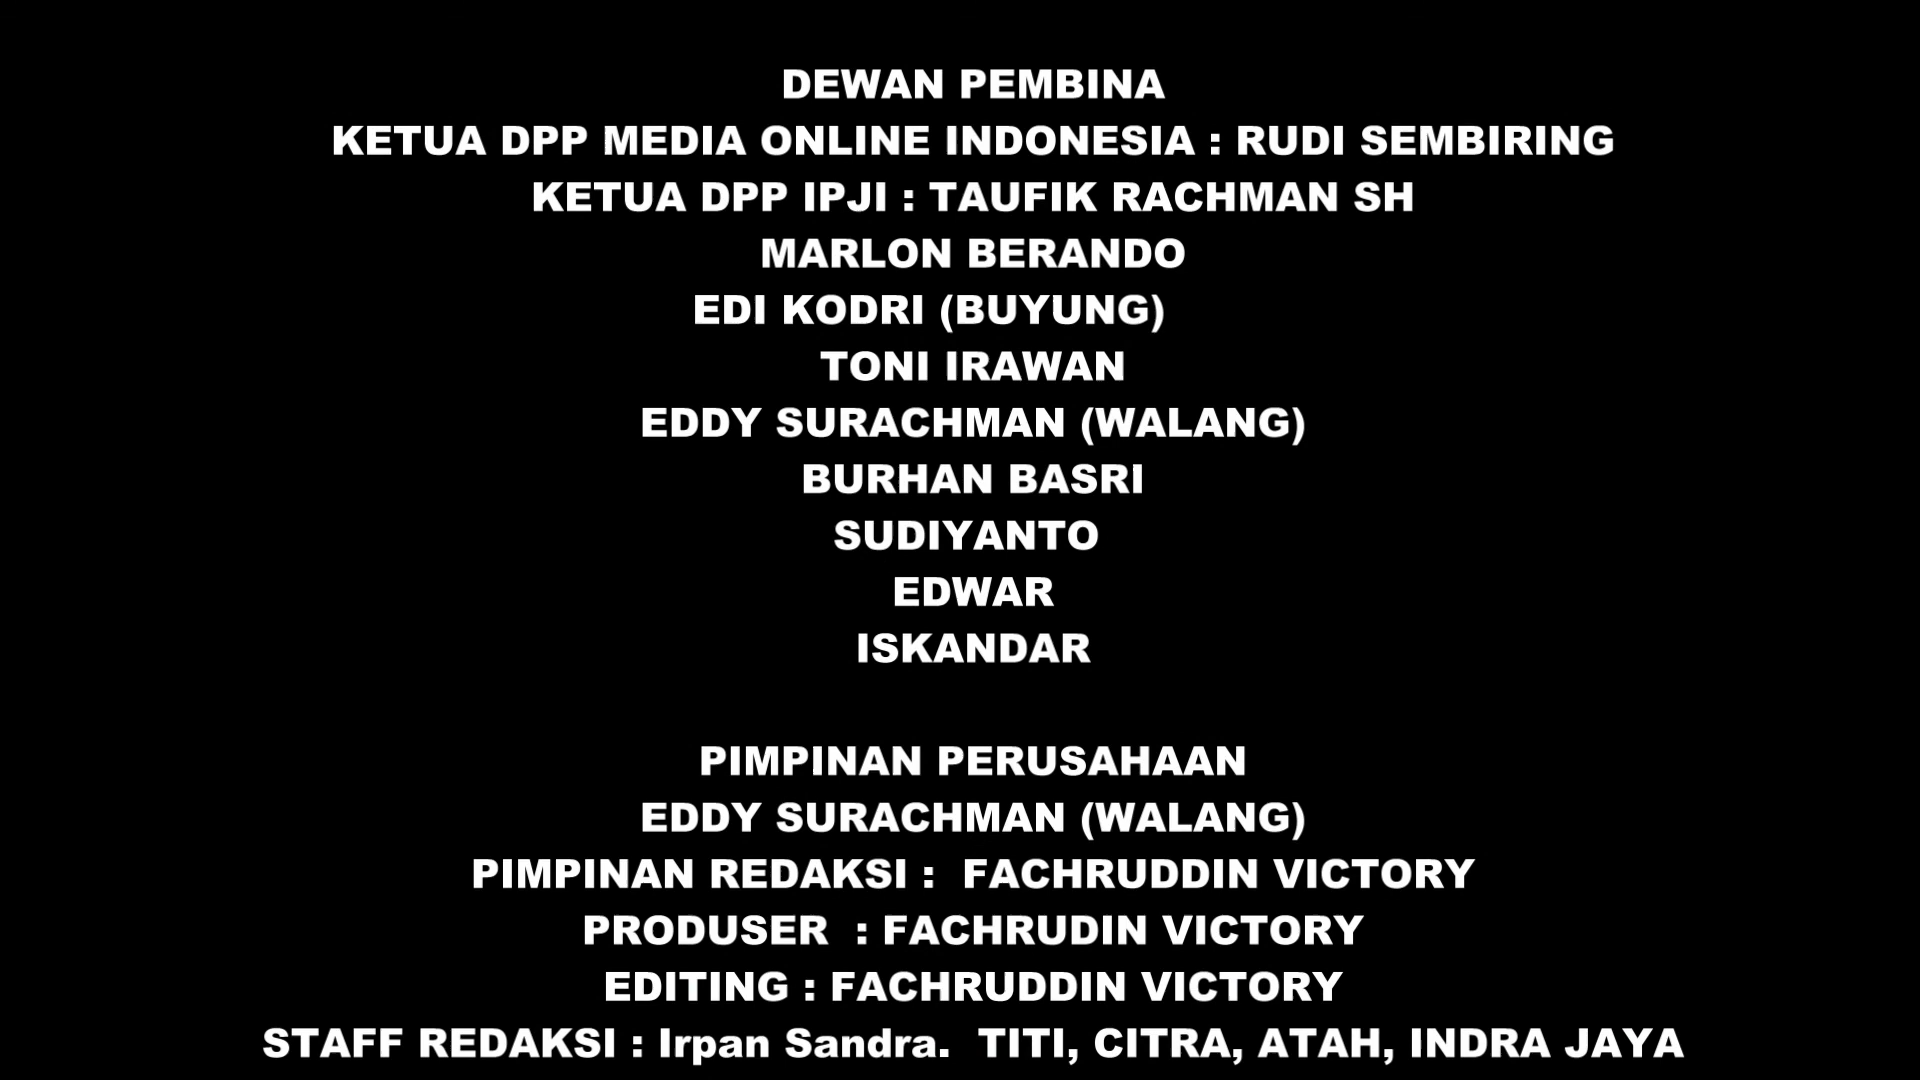 DEWAN PEMBINA
KETUA DPP MEDIA ONLINE INDONESIA : RUDI SEMBIRING
KETUA DPP IPJI : TAUFIK RACHMAN SH
MARLON BERANDO
EDI KODRI (BUYUNG)
TONI IRAWAN
EDDY SURACHMAN (WALANG)
BURHAN BASRI
SUDIYANTO
EDWAR
ISKANDAR
PIMPINAN PERUSAHAAN
EDDY SURACHMAN (WALANG)
PIMPINAN REDAKSI :  FACHRUDDIN VICTORY
PRODUSER  : FACHRUDIN VICTORY
EDITING : FACHRUDDIN VICTORY
STAFF REDAKSI : Irpan Sandra.  TITI, CITRA, ATAH, INDRA JAYA